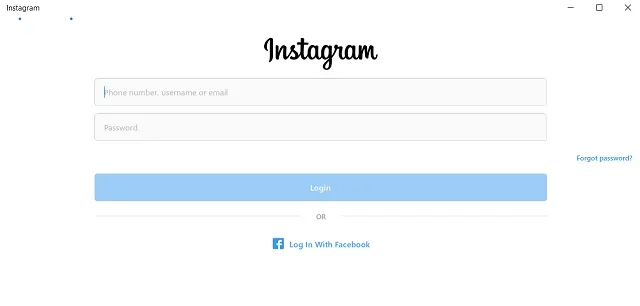 Instagram
Instagram
Phone number, username or email
Password
Forgot password?
Login
OR
Log In With Facebook